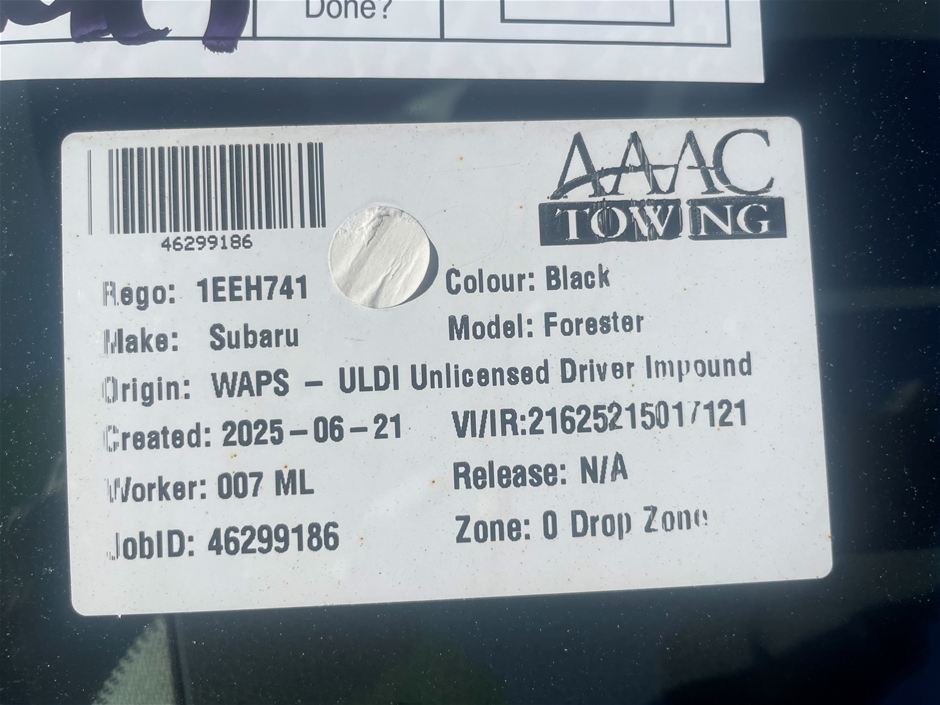 Done?
AAAC
TOWING
46299186
Rego: 1EEH741 Colour: Black
Make: Subaru Model: Forester
Origin: WAPS - ULDI Unlicensed Driver Impound
Created: 2025-06-21 VI/IR:21625215017121
Worker: 007 ML Release: N/A
JobID: 46299186 Zone: 0 Drop Zone